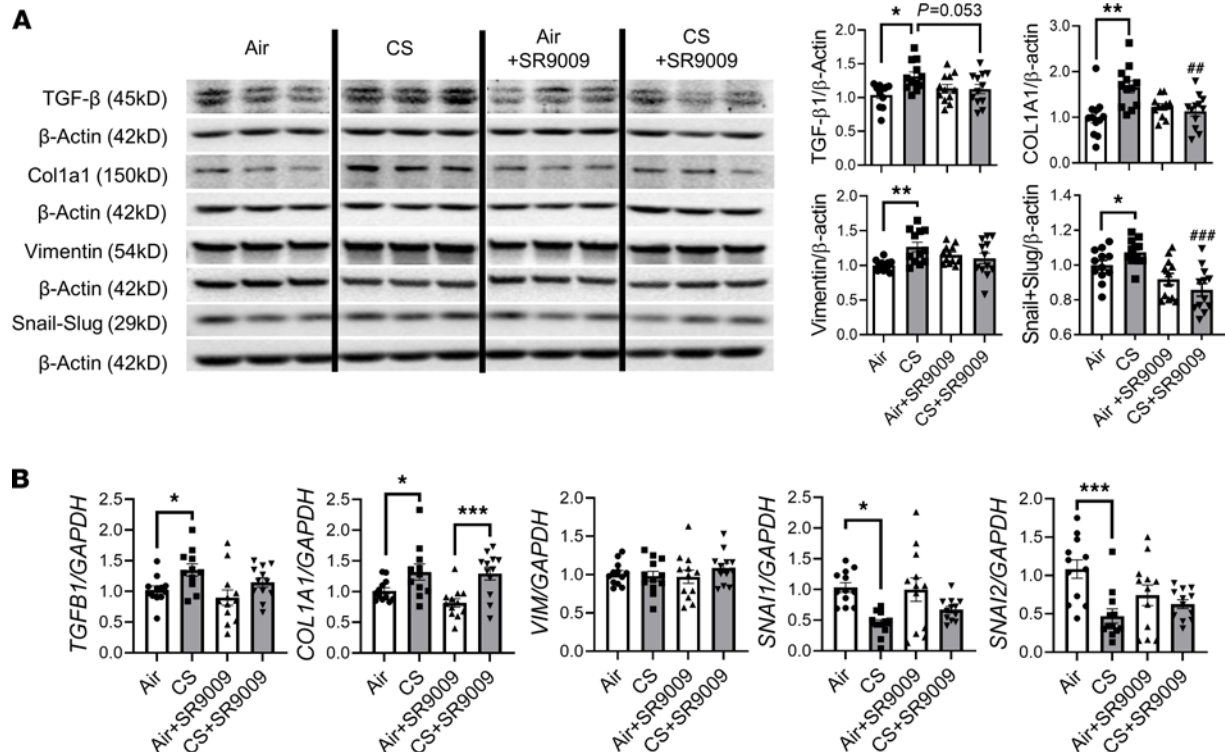 A
Air
CS
Air
+SR9009
CS
+SR9009
TGF-β (45kD)
β-Actin (42kD)
Col1a1 (150kD)
β-Actin (42kD)
Vimentin (54kD)
β-Actin (42kD)
Snail-Slug (29kD)
β-Actin (42kD)
TGF-β1/β-Actin
2.0
1.5
1.0
0.5
0.0
*
P=0.053
COL1A1/β-actin
4.0
3.0
2.0
1.0
0.0
**
##
Vimentin/β-actin
2.0
1.5
1.0
0.5
0.0
**
Air
CS
Air+SR9009
CS+SR9009
Snail+Slug/β-actin
1.4
1.2
1.0
0.8
0.6
*
###
Air
CS
Air +SR9009
CS+SR9009
B
TGFB1/GAPDH
2.5
2.0
1.5
1.0
0.5
0.0
*
Air
CS
Air+SR9009
CS+SR9009
COL1A1/GAPDH
2.5
2.0
1.5
1.0
0.5
0.0
*
***
Air
CS
Air+SR9009
CS+SR9009
VIM/GAPDH
2.0
1.5
1.0
0.5
0.0
Air
CS
Air+SR9009
CS+SR9009
SNAI1/GAPDH
2.5
2.0
1.5
1.0
0.5
0.0
*
Air
CS
Air+SR9009
CS+SR9009
SNAI2/GAPDH
2.0
1.5
1.0
0.5
0.0
***
Air
CS
Air+SR9009
CS+SR9009